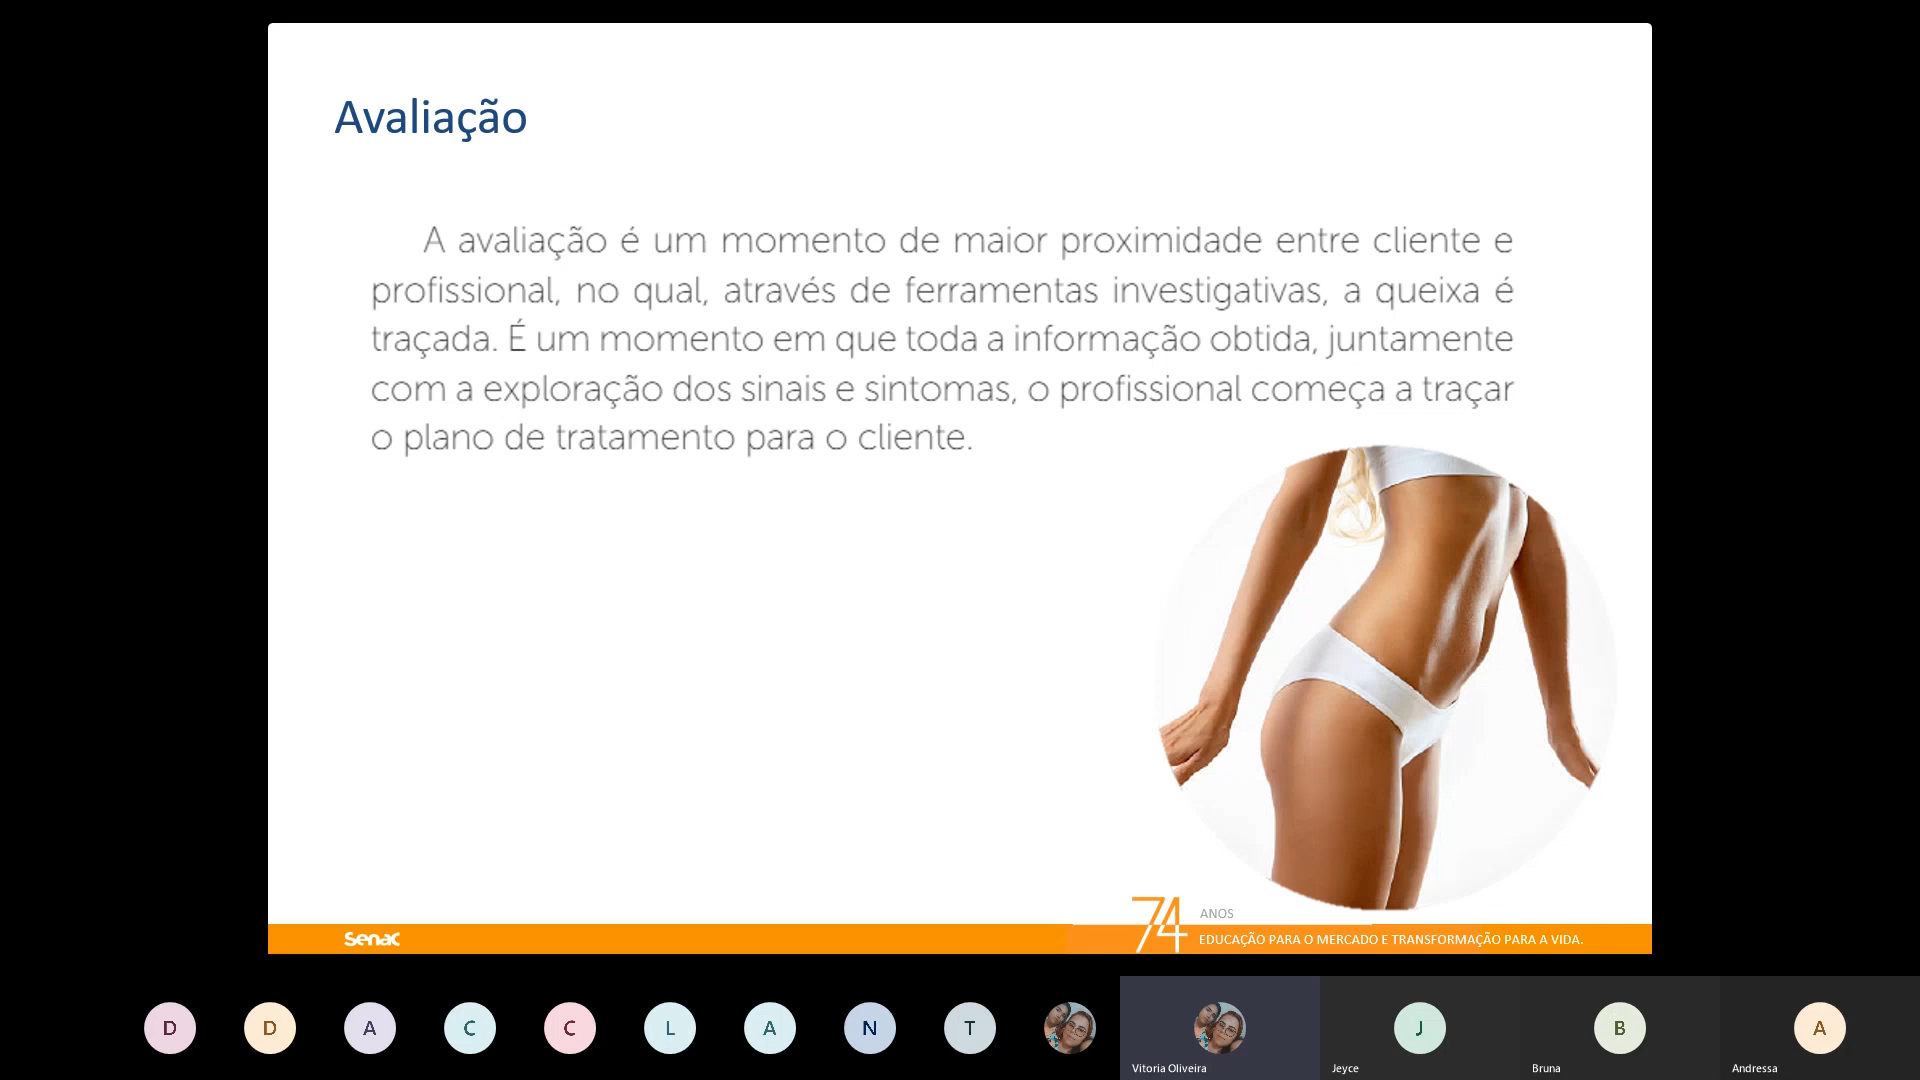 Avaliação
A avaliação é um momento de maior proximidade entre cliente e
profissional, no qual, através de ferramentas investigativas, a queixa é
traçada. É um momento em que toda a informação obtida, juntamente
com a exploração dos sinais e sintomas, o profissional começa a traçar
o plano de tratamento para o cliente.
74 ANOS
Senac
EDUCAÇÃO PARA O MERCADO E TRANSFORMAÇÃO PARA A VIDA.
D D A C C L A N T J B A
Vitoria Oliveira Jeyce Bruna Andressa